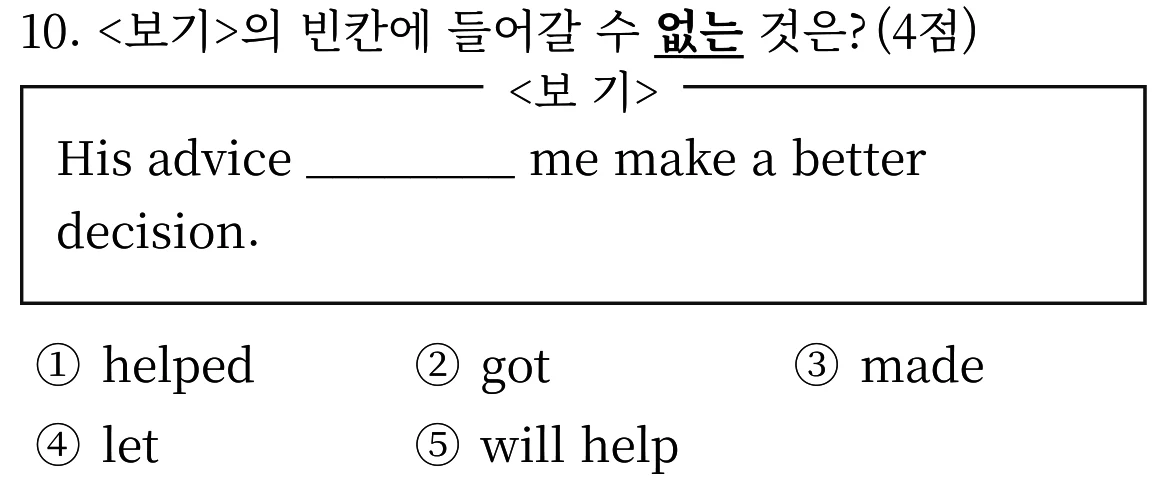 10. <보기>의 빈칸에 들어갈 수 없는 것은? (4점)
<보 기>
His advice ________ me make a better
decision.
① helped ② got ③ made
④ let ⑤ will help